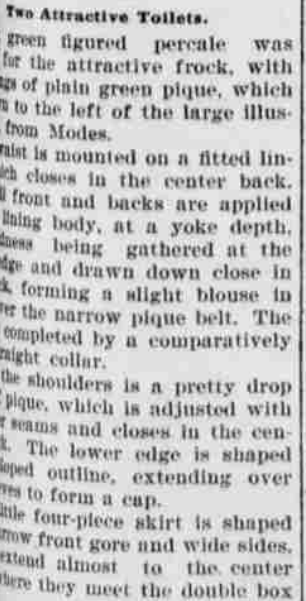 Two Attractive Toilets.
green figured percale was
for the attractive frock, with
of plain green pique, which
to the left of the large illus-
from Modes.
is mounted on a fitted lin-
closes in the center back.
front and backs are applied
lining body, at a yoke depth,
being gathered at the
and drawn down close in
forming a slight blouse in
the narrow pique belt. The
completed by a comparatively
collar.
the shoulders is a pretty drop
pique, which is adjusted with
seams and closes in the cen-
The lower edge is shaped
outline, extending over
to form a cap.
four-piece skirt is shaped
front gore and wide sides,
extend almost to the center
where they meet the double box